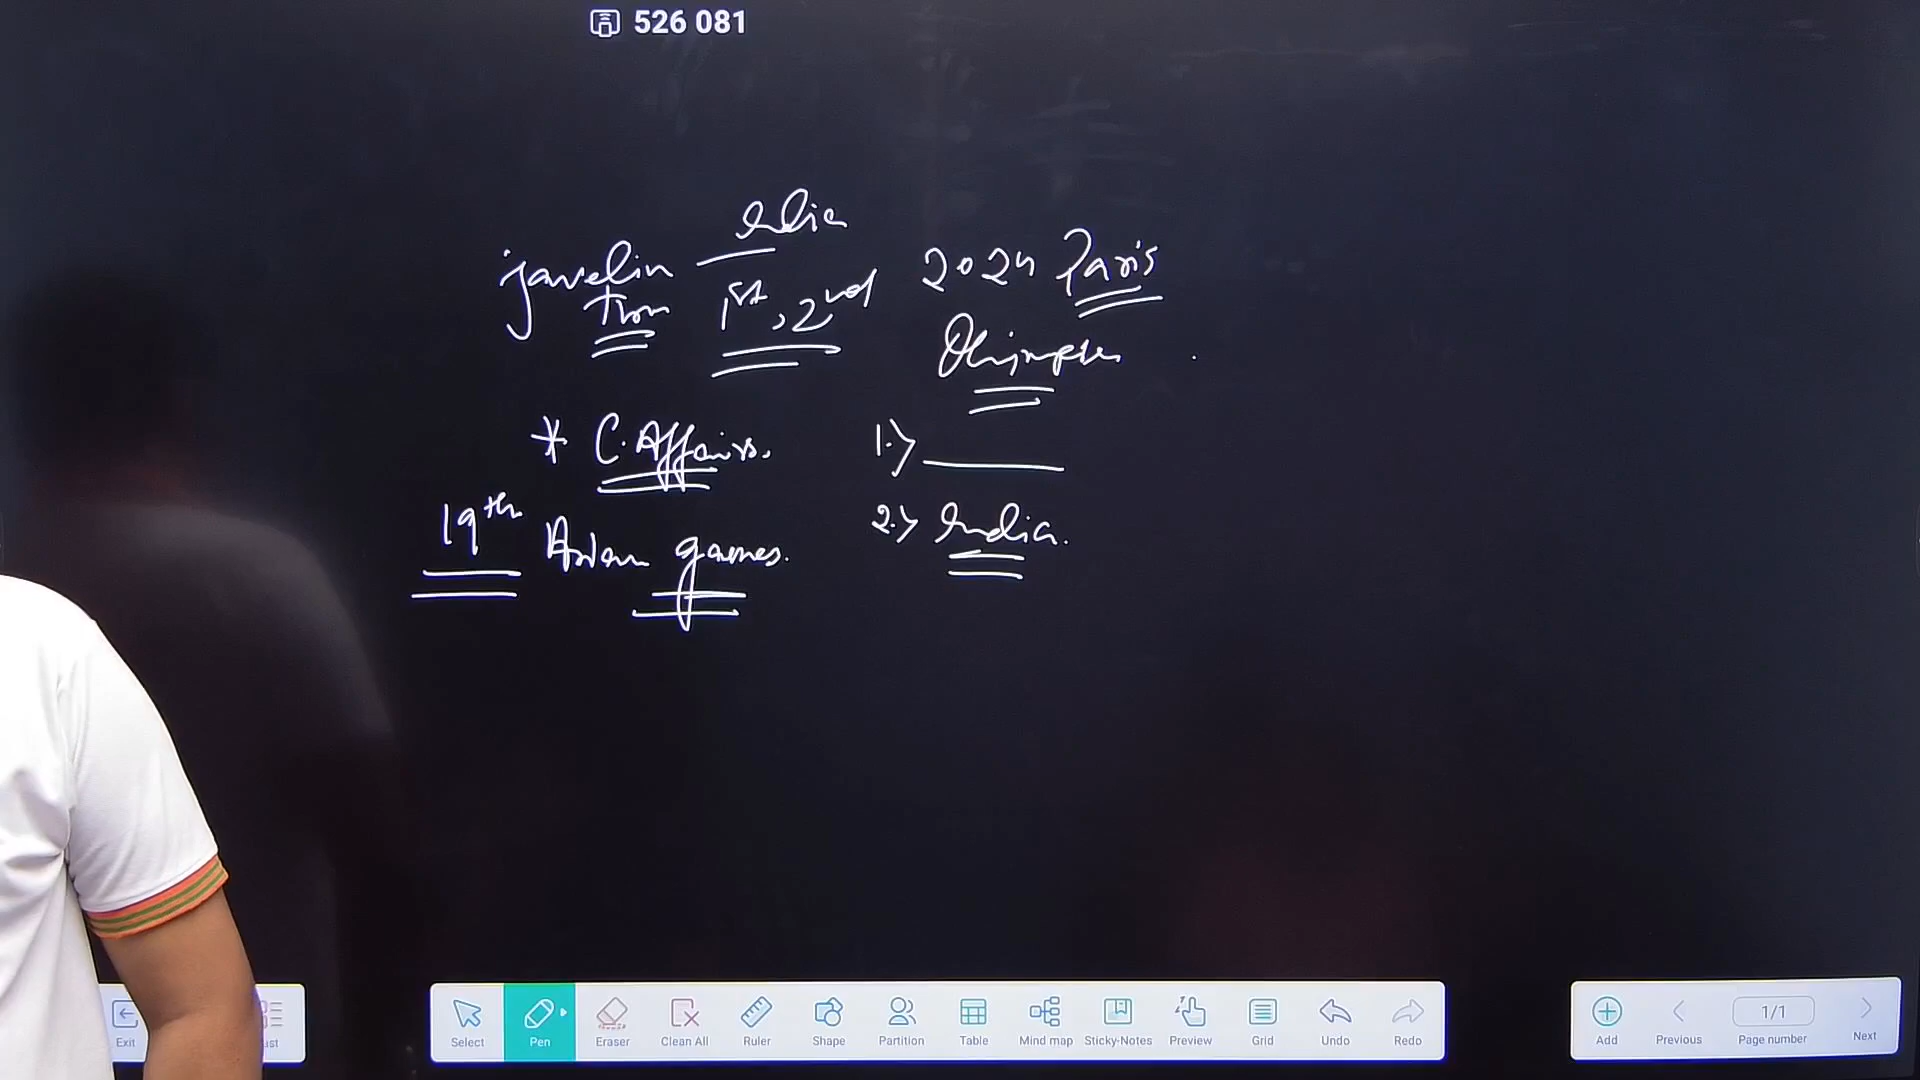 526 081
India
javelin
Throw 1st, 2nd
2024 Paris
Olympics
* C. Affairs.
1.>
19th Asian games.
2.> India.
Exit
Select Pen Eraser Clean All Ruler Shape Partition Table Mind map Sticky-Notes Preview Grid Undo Redo
Add Previous 1/1 Page number Next